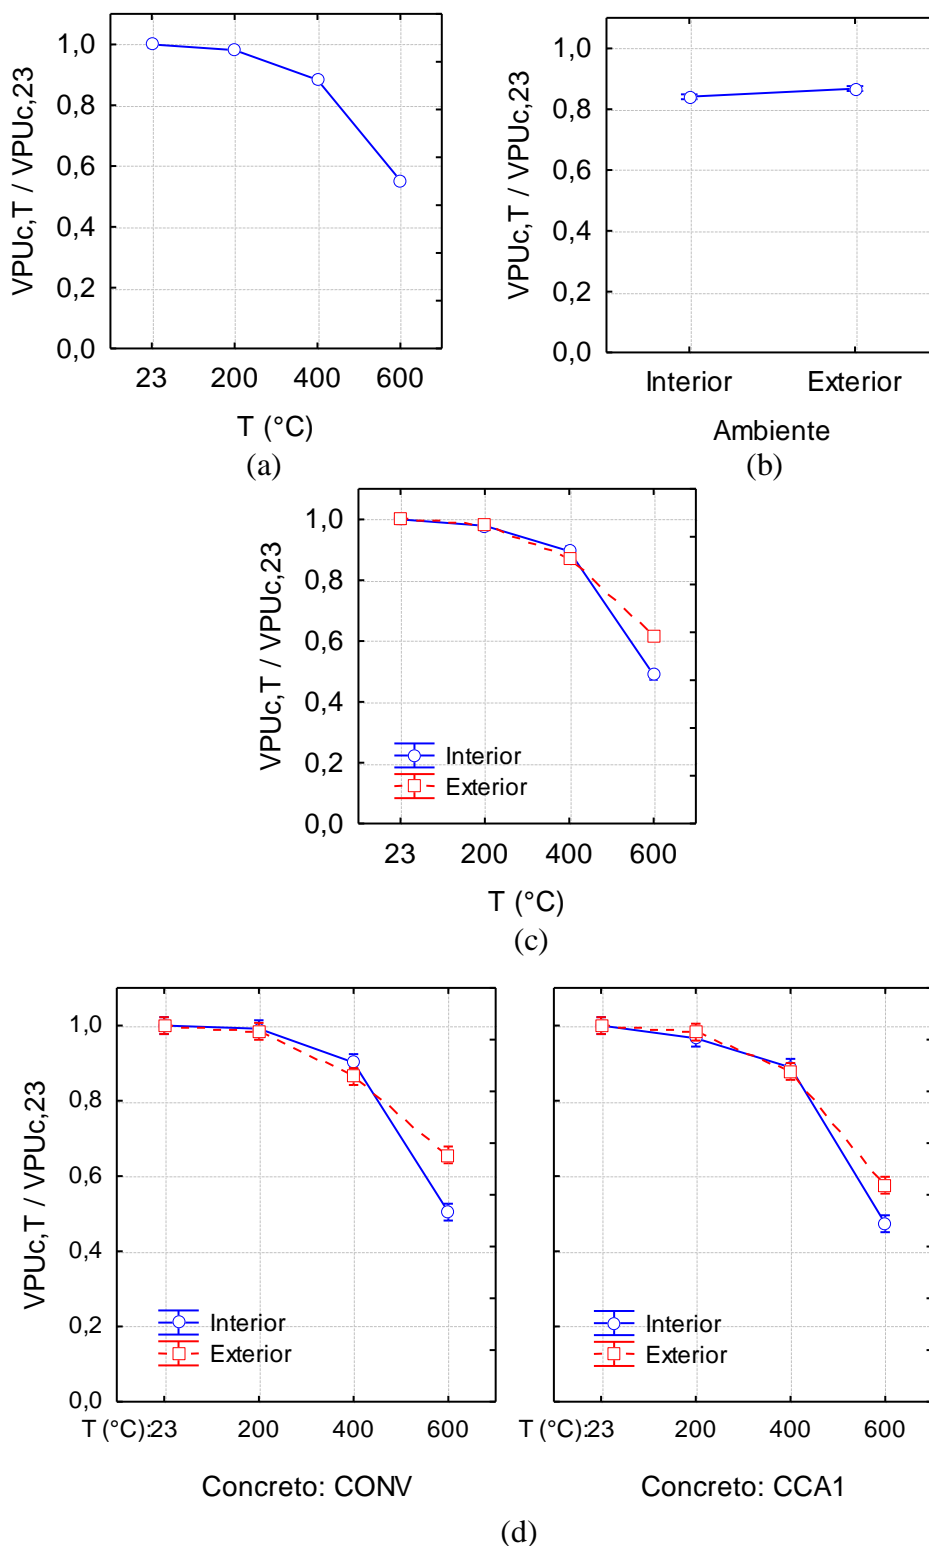 VPUc,T / VPUc,23
1,0
0,8
0,6
0,4
0,2
0,0
23 200 400 600
T (°C)
(a)
VPUc,T / VPUc,23
1,0
0,8
0,6
0,4
0,2
0,0
Interior Exterior
Ambiente
(b)
VPUc,T / VPUc,23
1,0
0,8
0,6
0,4
0,2
0,0
Interior
Exterior
23 200 400 600
T (°C)
(c)
VPUc,T / VPUc,23
1,0
0,8
0,6
0,4
0,2
0,0
Interior
Exterior
T (°C):23 200 400 600
Concreto: CONV
Interior
Exterior
T (°C):23 200 400 600
Concreto: CCA1
(d)